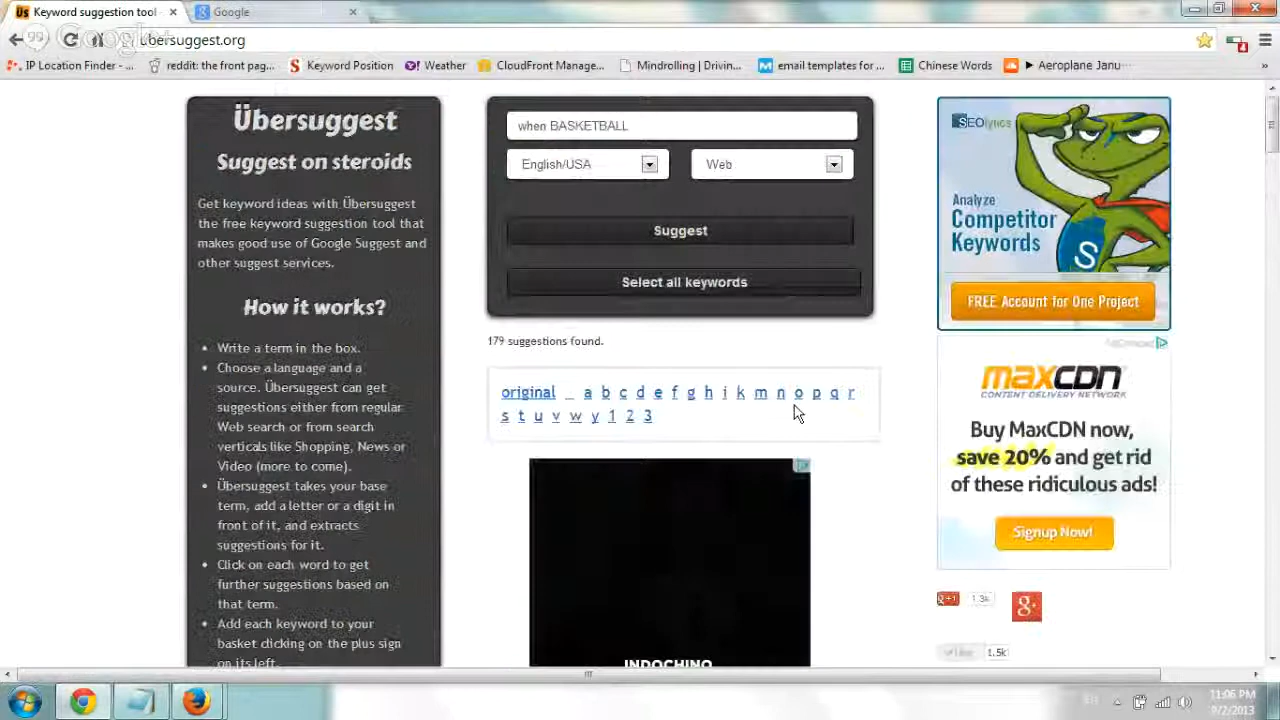 Keyword suggestion tool -
Google
ubersuggest.org
IP Location Finder - ...
reddit: the front pag...
Keyword Position
Weather
CloudFront Manage...
Mindrolling | Drivin...
email templates for ...
Chinese Words
▶ Aeroplane Janu...
»
Übersuggest
Suggest on steroids
Get keyword ideas with Übersuggest
the free keyword suggestion tool that
makes good use of Google Suggest and
other suggest services.
How it works?
• Write a term in the box.
• Choose a language and a
source. Übersuggest can get
suggestions either from regular
Web search or from search
verticals like Shopping, News or
Video (more to come).
• Übersuggest takes your base
term, add a letter or a digit in
front of it, and extracts
suggestions for it.
• Click on each word to get
further suggestions based on
that term.
• Add each keyword to your
basket clicking on the plus sign
on its left.
when BASKETBALL
English/USA
Web
Suggest
Select all keywords
179 suggestions found.
original _ a b c d e f g h i k m n o p q r
s t u v w y 1 2 3
INDOCHINO
SEOlytics
Analyze
Competitor
Keywords
FREE Account for One Project
maxcdn
CONTENT DELIVERY NETWORK
Buy MaxCDN now,
save 20% and get rid
of these ridiculous ads!
Signup Now!
g +1
1.3k
g+
Like
1.5k
EN
11:06 PM
9/2/2013